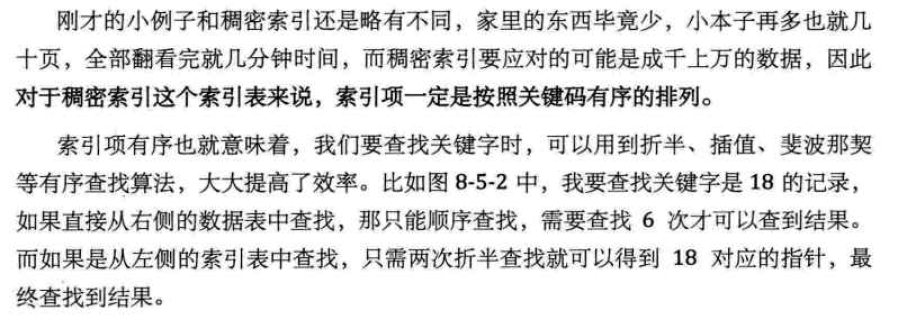 刚才的小例子和稠密索引还是略有不同，家里的东西毕竟少，小本子再多也就几
十页，全部翻看完就几分钟时间，而稠密索引要应对的可能是成千上万的数据，因此
对于稠密索引这个索引表来说，索引项一定是按照关键码有序的排列。
索引项有序也就意味着，我们要查找关键字时，可以用到折半、插值、斐波那契
等有序查找算法，大大提高了效率。比如图 8-5-2 中，我要查找关键字是 18 的记录，
如果直接从右侧的数据表中查找，那只能顺序查找，需要查找 6 次才可以查到结果。
而如果是从左侧的索引表中查找，只需两次折半查找就可以得到 18 对应的指针，最
终查找到结果。